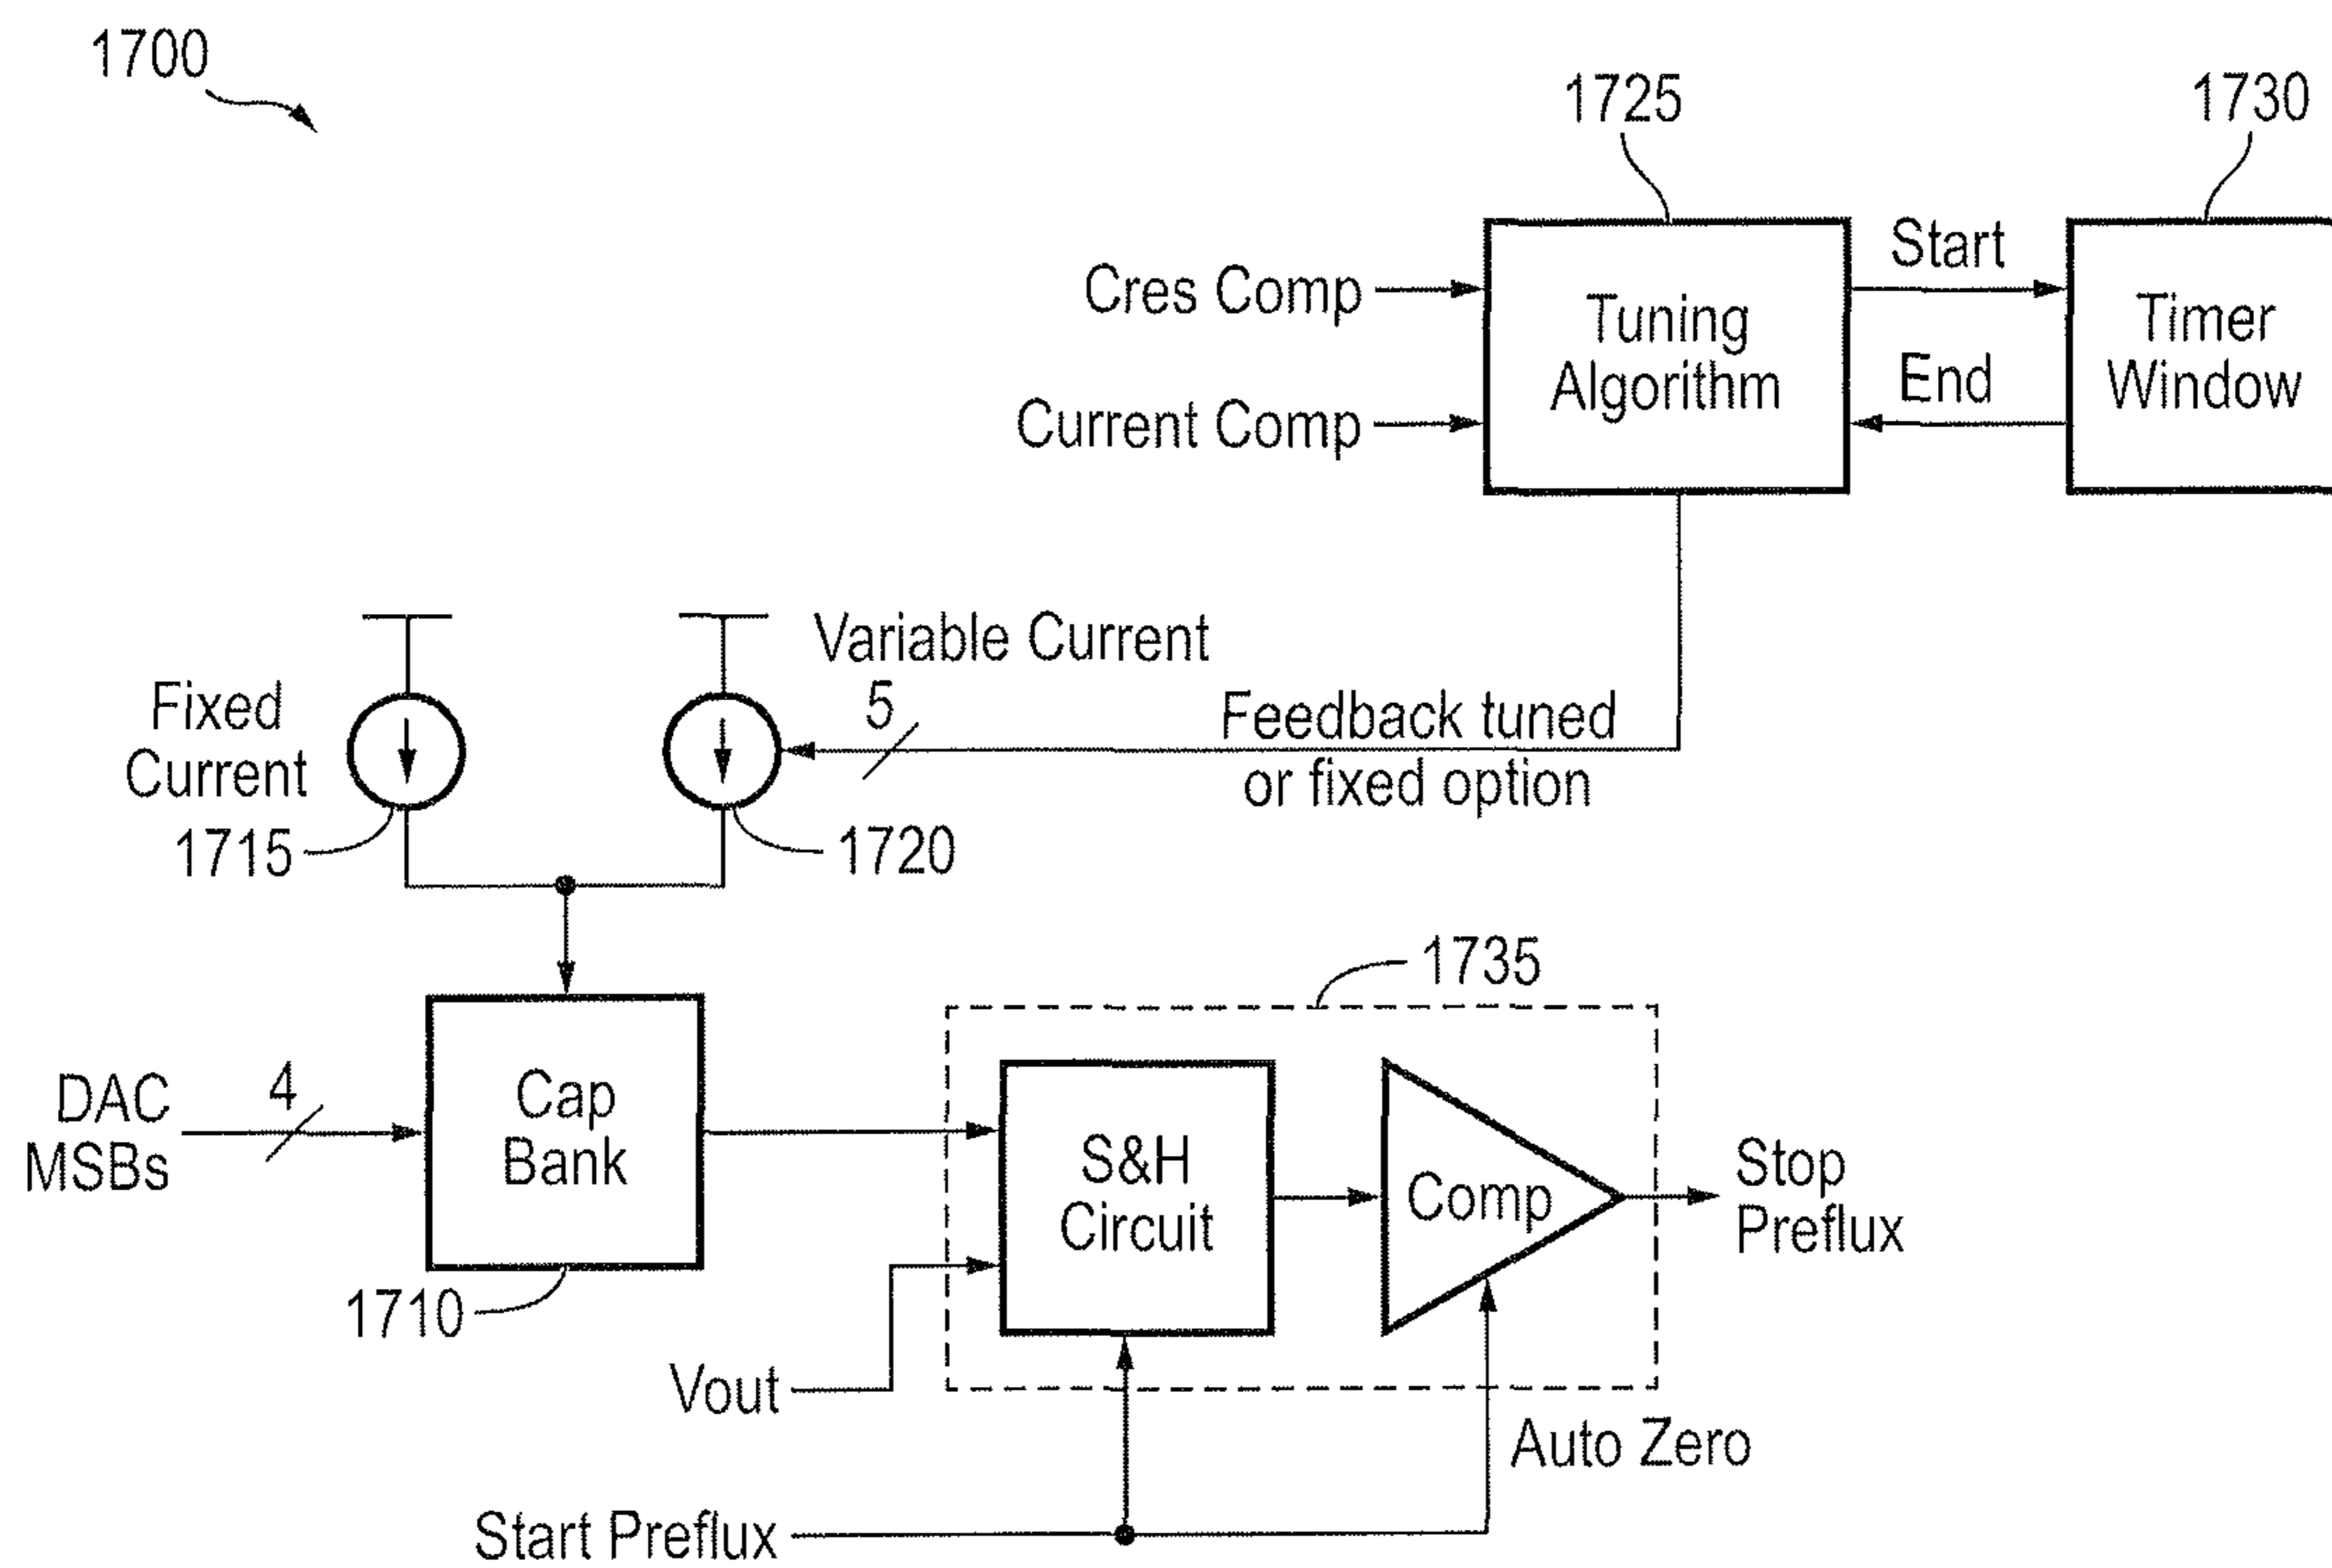 1700
1725
1730
Cres Comp
Current Comp
Tuning
Algorithm
Start
End
Timer
Window
Variable Current
Fixed
Current
5
Feedback tuned
or fixed option
1715
1720
1735
DAC
MSBs
4
Cap
Bank
1710
S&H
Circuit
Comp
Stop
Preflux
Vout
Auto Zero
Start Preflux